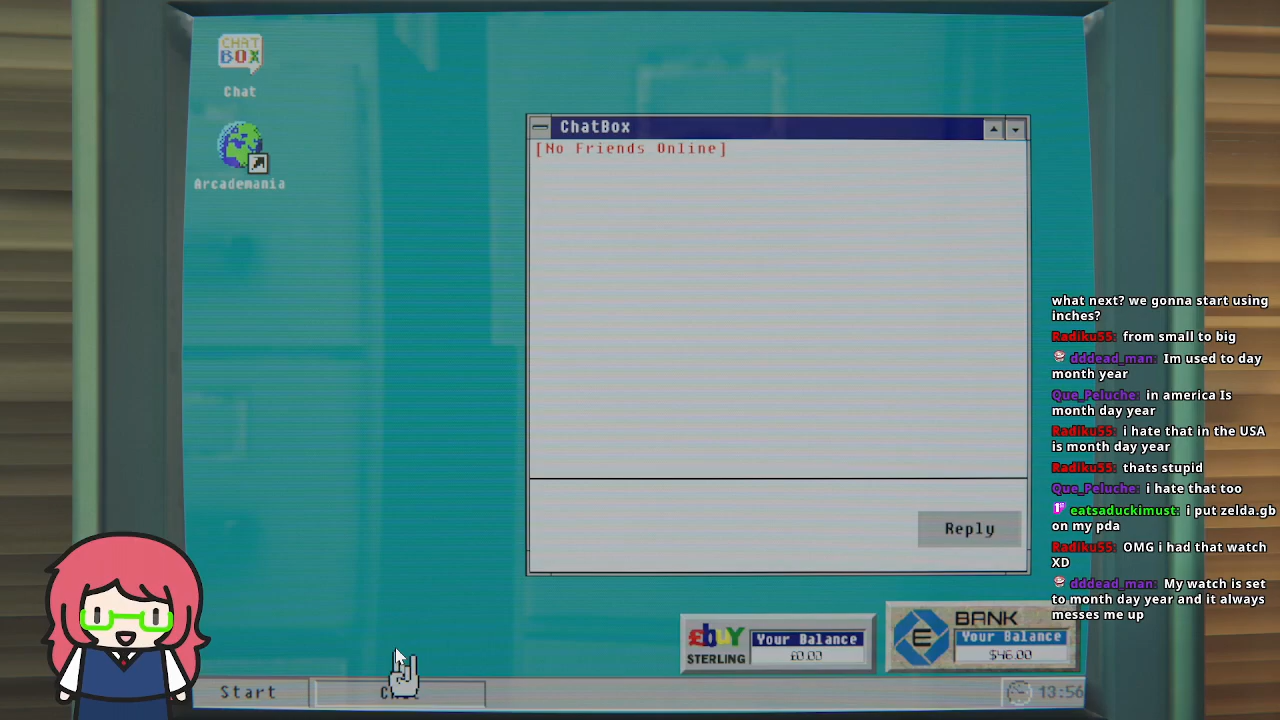 CHAT
BOX
Chat
Arcademania
ChatBox
[No Friends Online]
Reply
ebuy
STERLING
Your Balance
£0.00
BANK
E
Your Balance
$46.00
Start
13:56
what next? we gonna start using
inches?
Radiku55: from small to big
dddead_man: Im used to day
month year
Que_Peluche: in america Is
month day year
Radiku55: i hate that in the USA
is month day year
Radiku55: thats stupid
Que_Peluche: i hate that too
eatsaduckimust: i put zelda.gb
on my pda
Radiku55: OMG i had that watch
XD
dddead_man: My watch is set
to month day year and it always
messes me up